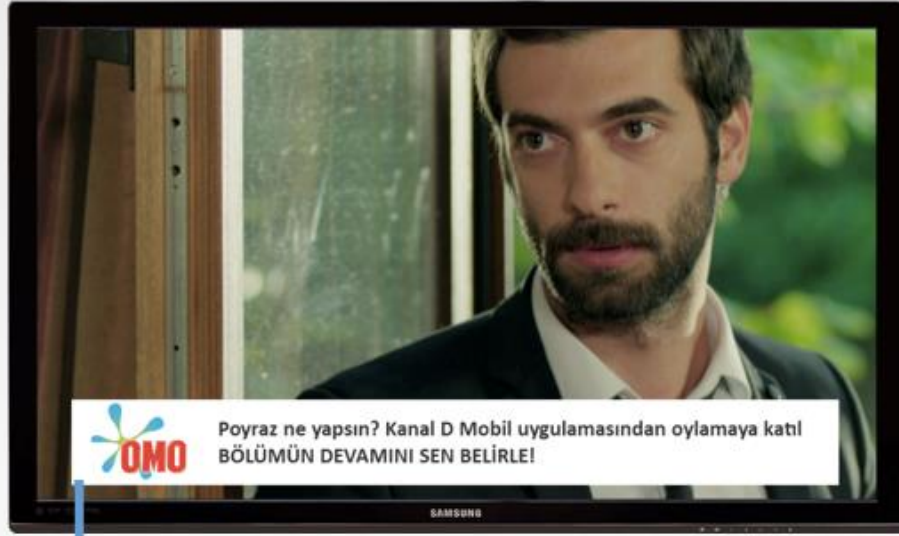 OMO
Poyraz ne yapsın? Kanal D Mobil uygulamasından oylamaya katıl
BÖLÜMÜN DEVAMINI SEN BELİRLE!
SAMSUNG